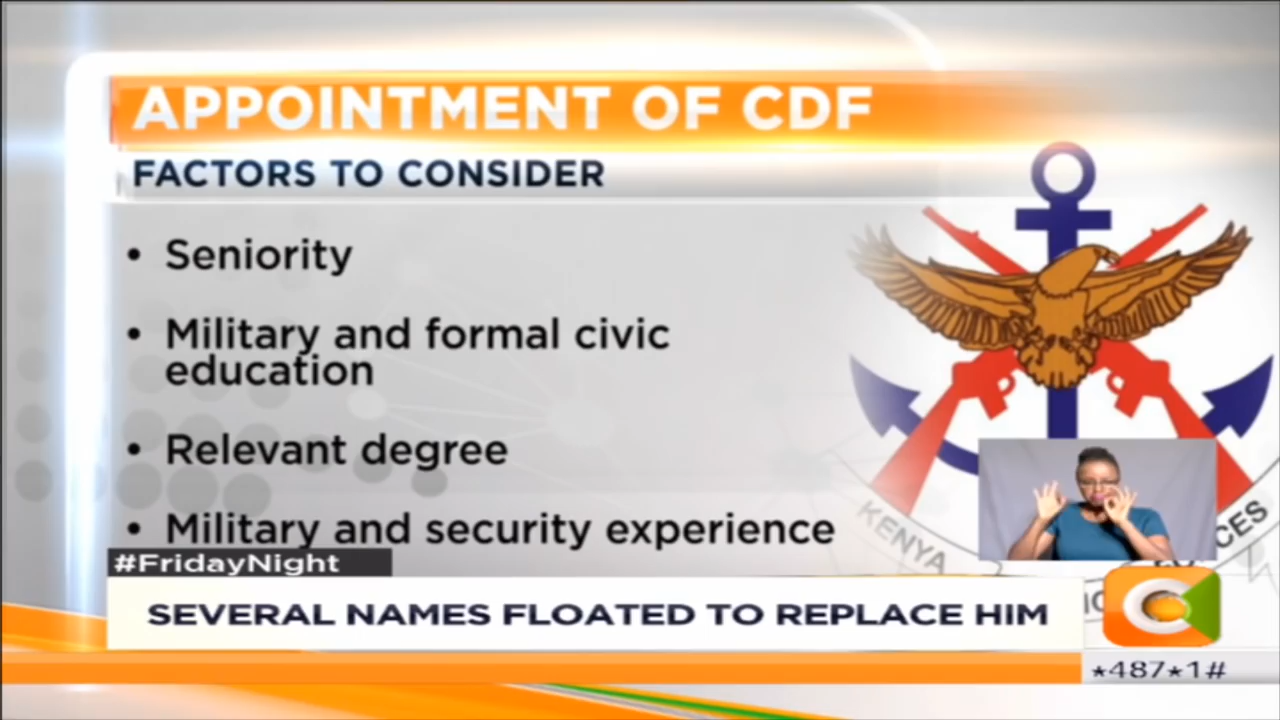 APPOINTMENT OF CDF
FACTORS TO CONSIDER
• Seniority
• Military and formal civic
education
• Relevant degree
• Military and security experience
KENYA
#FridayNight
SEVERAL NAMES FLOATED TO REPLACE HIM
*487*1#